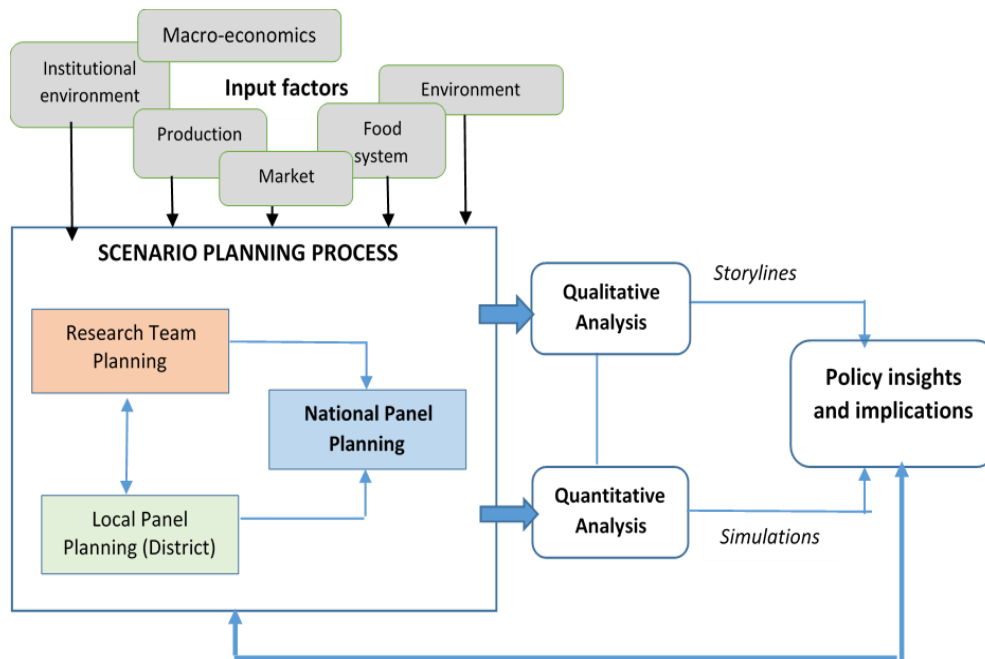 Macro-economics
Institutional
environment
Input factors
Environment
Production
Food
system
Market
SCENARIO PLANNING PROCESS
Research Team
Planning
National Panel
Planning
Local Panel
Planning (District)
Qualitative
Analysis
Storylines
Policy insights
and implications
Quantitative
Analysis
Simulations